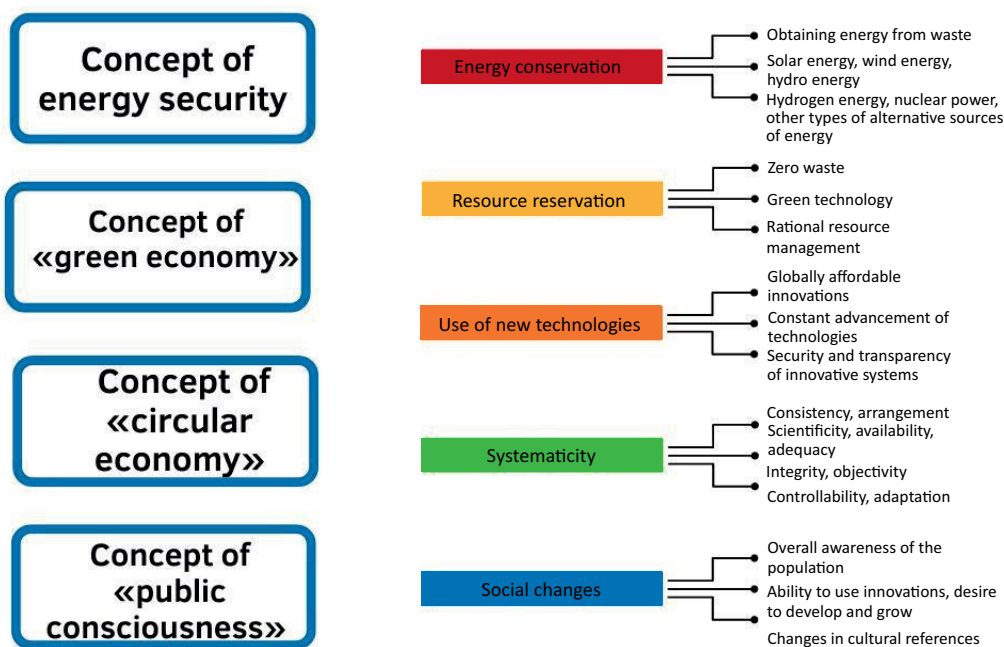 Concept of
energy security
Concept of
«green economy»
Concept of
«circular
economy»
Concept of
«public
consciousness»
Energy conservation
Obtaining energy from waste
Solar energy, wind energy,
hydro energy
Hydrogen energy, nuclear power,
other types of alternative sources
of energy
Resource reservation
Zero waste
Green technology
Rational resource
management
Use of new technologies
Globally affordable
innovations
Constant advancement of
technologies
Security and transparency
of innovative systems
Systematicity
Consistency, arrangement
Scientificity, availability,
adequacy
Integrity, objectivity
Controllability, adaptation
Social changes
Overall awareness of the
population
Ability to use innovations, desire
to develop and grow
Changes in cultural references